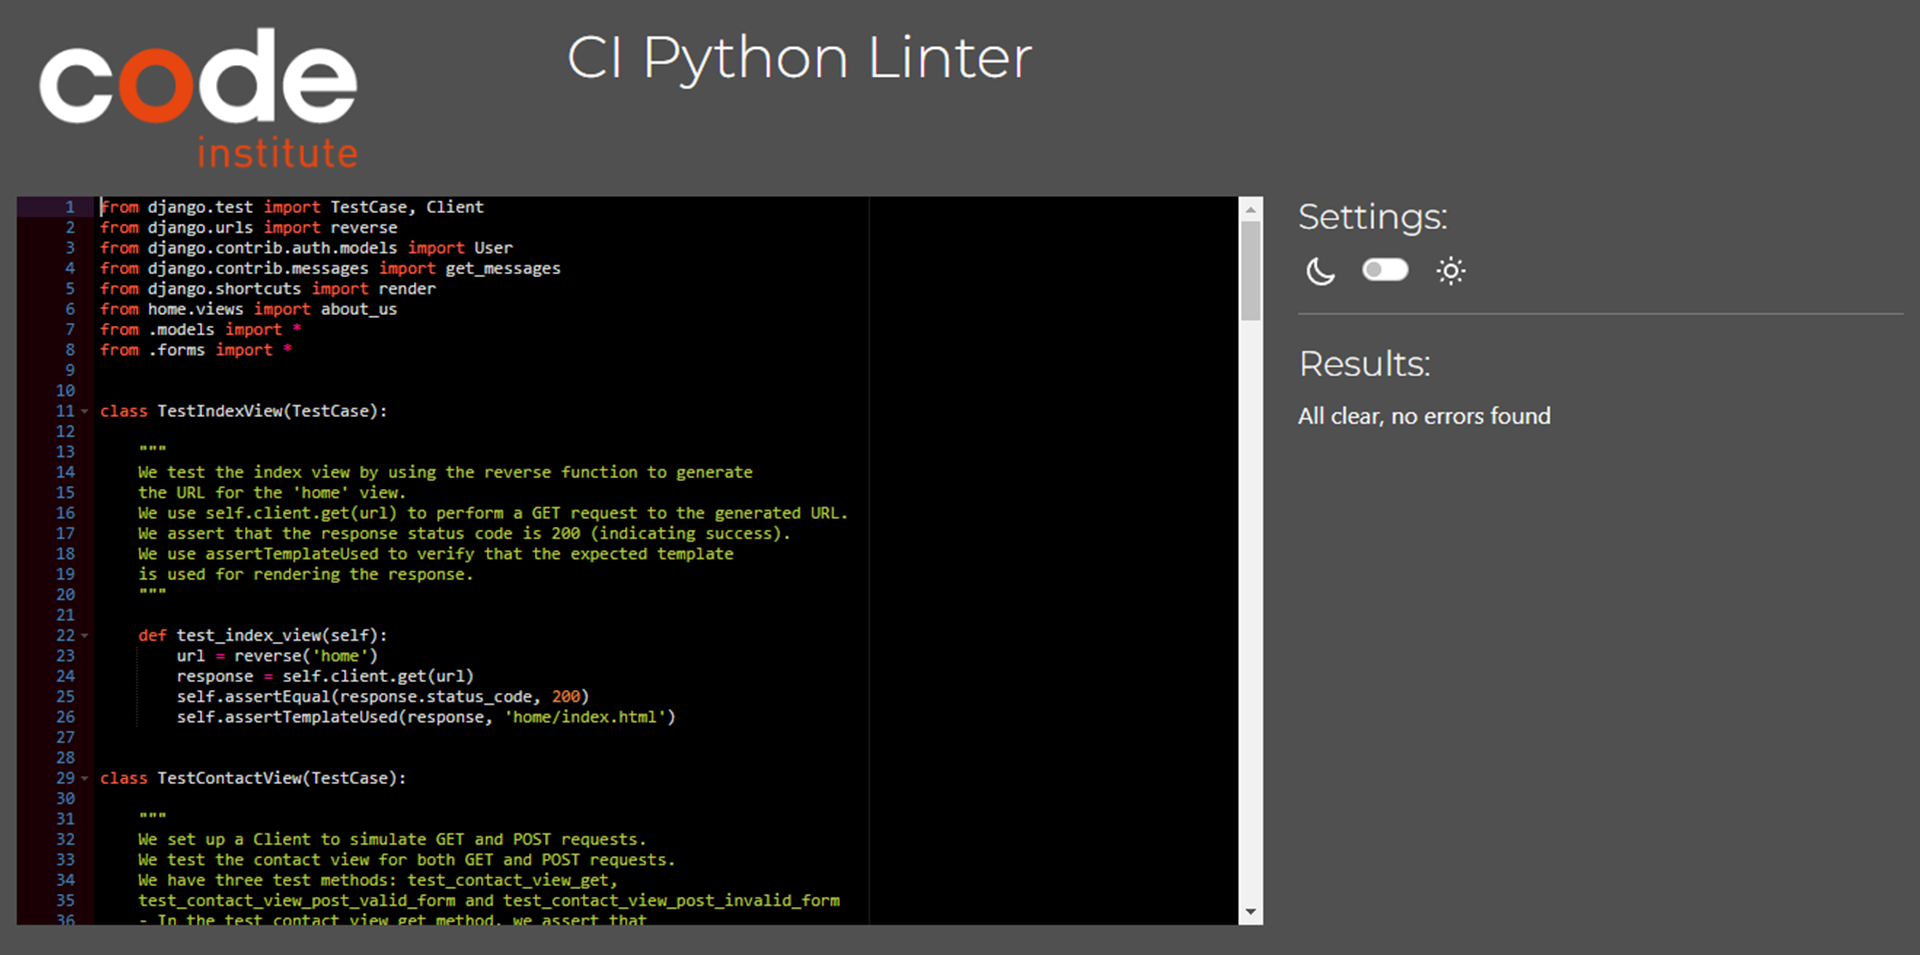 code
institute
CI Python Linter
1 from django.test import TestCase, Client
2 from django.urls import reverse
3 from django.contrib.auth.models import User
4 from django.contrib.messages import get_messages
5 from django.shortcuts import render
6 from home.views import about_us
7 from .models import *
8 from .forms import *
9
10
11 class TestIndexView(TestCase):
12
13     """
14     We test the index view by using the reverse function to generate
15     the URL for the 'home' view.
16     We use self.client.get(url) to perform a GET request to the generated URL.
17     We assert that the response status code is 200 (indicating success).
18     We use assertTemplateUsed to verify that the expected template
19     is used for rendering the response.
20     """
21
22     def test_index_view(self):
23         url = reverse('home')
24         response = self.client.get(url)
25         self.assertEqual(response.status_code, 200)
26         self.assertTemplateUsed(response, 'home/index.html')
27
28
29 class TestContactView(TestCase):
30
31     """
32     We set up a Client to simulate GET and POST requests.
33     We test the contact view for both GET and POST requests.
34     We have three test methods: test_contact_view_get,
35     test_contact_view_post_valid_form and test_contact_view_post_invalid_form
36     - In the test_contact_view_get method, we assert that
Settings:
Results:
All clear, no errors found